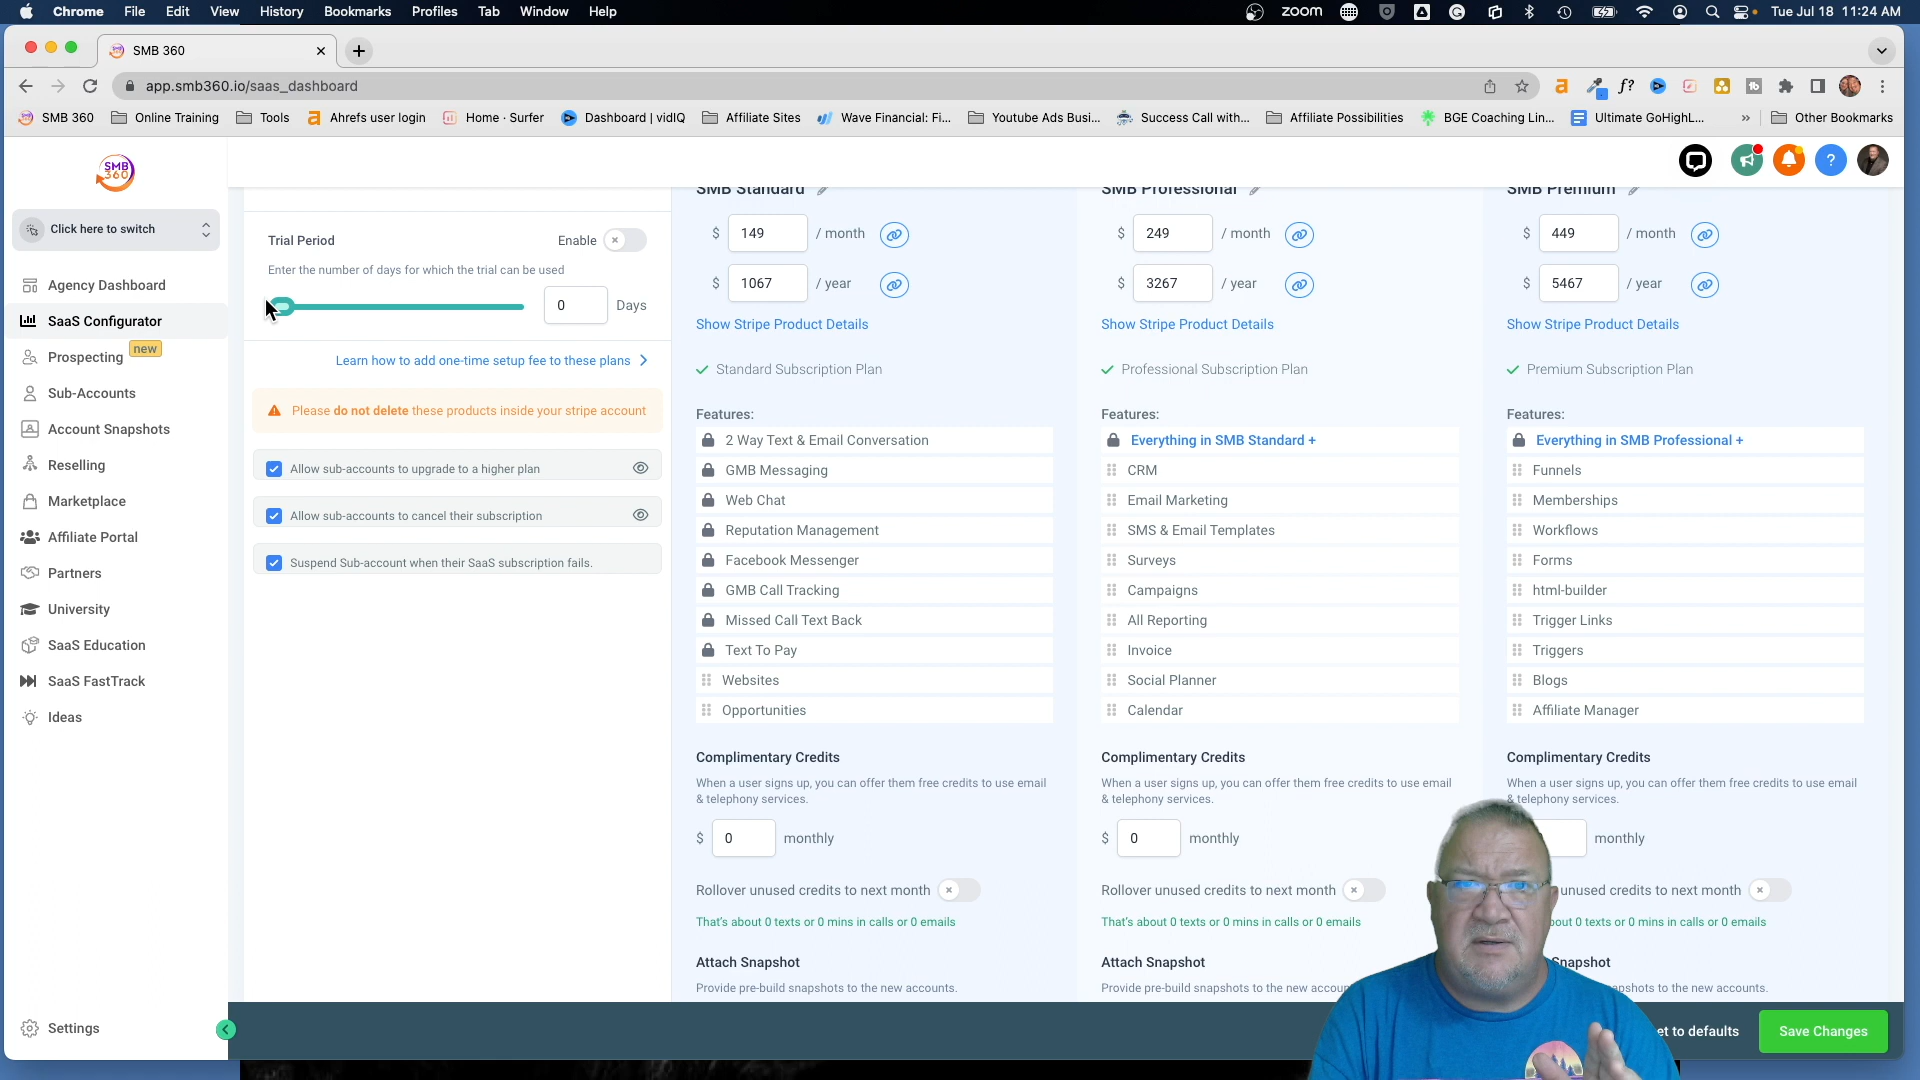 Chrome File Edit View History Bookmarks Profiles Tab Window Help zoom Tue Jul 18 11:24 AM
SMB 360
app.smb360.io/saas_dashboard
SMB 360 Online Training Tools Ahrefs user login Home · Surfer Dashboard | vidIQ Affiliate Sites Wave Financial: Fi... Youtube Ads Busi... Success Call with... Affiliate Possibilities BGE Coaching Lin... Ultimate GoHighL... » Other Bookmarks
SMB 360
Click here to switch
Agency Dashboard
SaaS Configurator
Prospecting new
Sub-Accounts
Account Snapshots
Reselling
Marketplace
Affiliate Portal
Partners
University
SaaS Education
SaaS FastTrack
Ideas
Settings
Trial Period Enable
Enter the number of days for which the trial can be used
0 Days
Learn how to add one-time setup fee to these plans
Please do not delete these products inside your stripe account
Allow sub-accounts to upgrade to a higher plan
Allow sub-accounts to cancel their subscription
Suspend Sub-account when their SaaS subscription fails.
SMB Standard
$ 149 / month
$ 1067 / year
Show Stripe Product Details
Standard Subscription Plan
Features:
2 Way Text & Email Conversation
GMB Messaging
Web Chat
Reputation Management
Facebook Messenger
GMB Call Tracking
Missed Call Text Back
Text To Pay
Websites
Opportunities
Complimentary Credits
When a user signs up, you can offer them free credits to use email
& telephony services.
$ 0 monthly
Rollover unused credits to next month
That's about 0 texts or 0 mins in calls or 0 emails
Attach Snapshot
Provide pre-build snapshots to the new accounts.
SMB Professional
$ 249 / month
$ 3267 / year
Show Stripe Product Details
Professional Subscription Plan
Features:
Everything in SMB Standard +
CRM
Email Marketing
SMS & Email Templates
Surveys
Campaigns
All Reporting
Invoice
Social Planner
Calendar
Complimentary Credits
When a user signs up, you can offer them free credits to use email
& telephony services.
$ 0 monthly
Rollover unused credits to next month
That's about 0 texts or 0 mins in calls or 0 emails
Attach Snapshot
Provide pre-build snapshots to the new
SMB Premium
$ 449 / month
$ 5467 / year
Show Stripe Product Details
Premium Subscription Plan
Features:
Everything in SMB Professional +
Funnels
Memberships
Workflows
Forms
html-builder
Trigger Links
Triggers
Blogs
Affiliate Manager
Complimentary Credits
When a user signs up, you can offer them free credits to use email
& telephony services.
monthly
unused credits to next month
0 texts or 0 mins in calls or 0 emails
Snapshot
to the new accounts.
to defaults
Save Changes